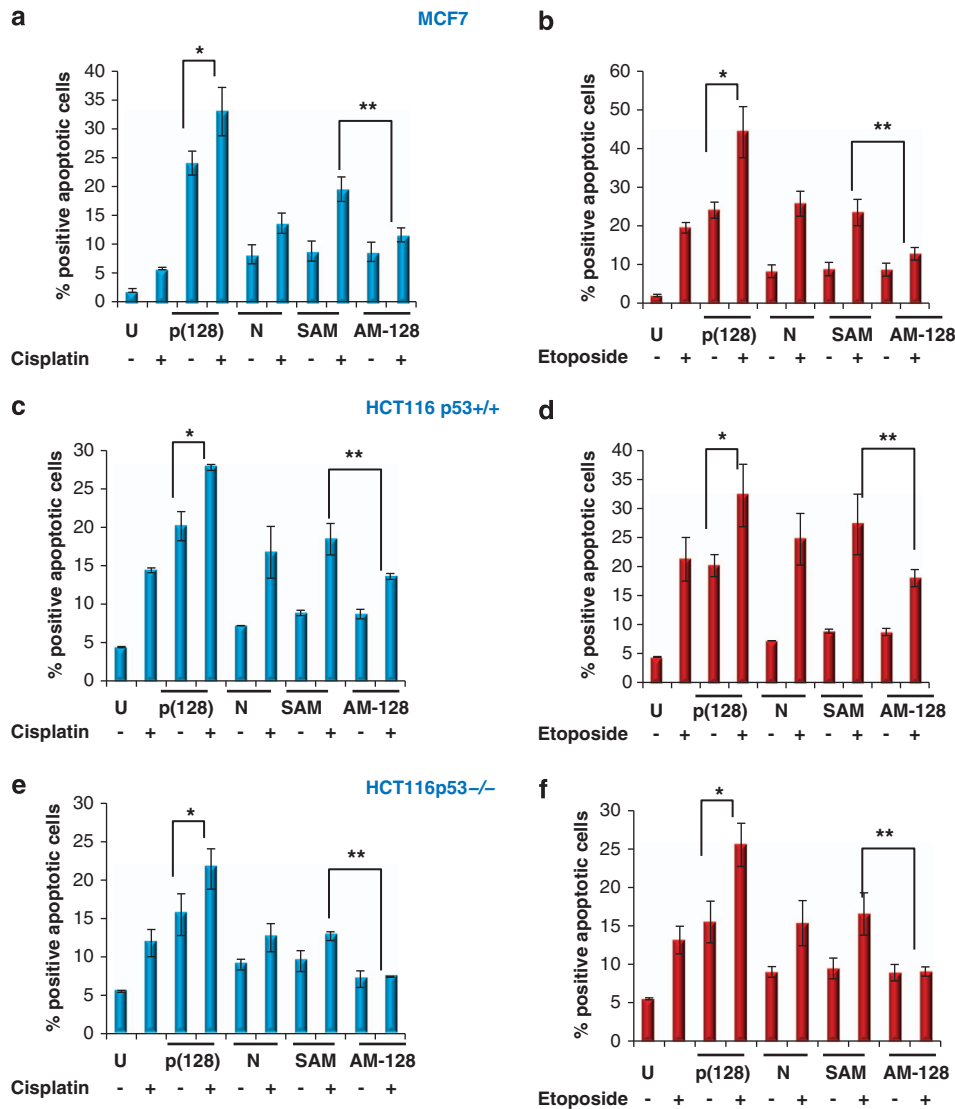 a
MCF7
b
*
**
% positive apoptotic cells
40
35
30
25
20
15
10
5
0
U p(128) N SAM AM-128
Cisplatin - + - + - + - + - +
*
**
% positive apoptotic cells
60
50
40
30
20
10
0
U p(128) N SAM AM-128
Etoposide - + - + - + - + - +
c
HCT116 p53+/+
d
*
**
% positive apoptotic cells
30
25
20
15
10
5
0
U p(128) N SAM AM-128
Cisplatin - + - + - + - + - +
*
**
% positive apoptotic cells
40
35
30
25
20
15
10
5
0
U p(128) N SAM AM-128
Etoposide - + - + - + - + - +
e
HCT116p53–/–
f
*
**
% positive apoptotic cells
30
25
20
15
10
5
0
U p(128) N SAM AM-128
Cisplatin - + - + - + - + - +
*
**
% positive apoptotic cells
30
25
20
15
10
5
0
U p(128) N SAM AM-128
Etoposide - + - + - + - + - +